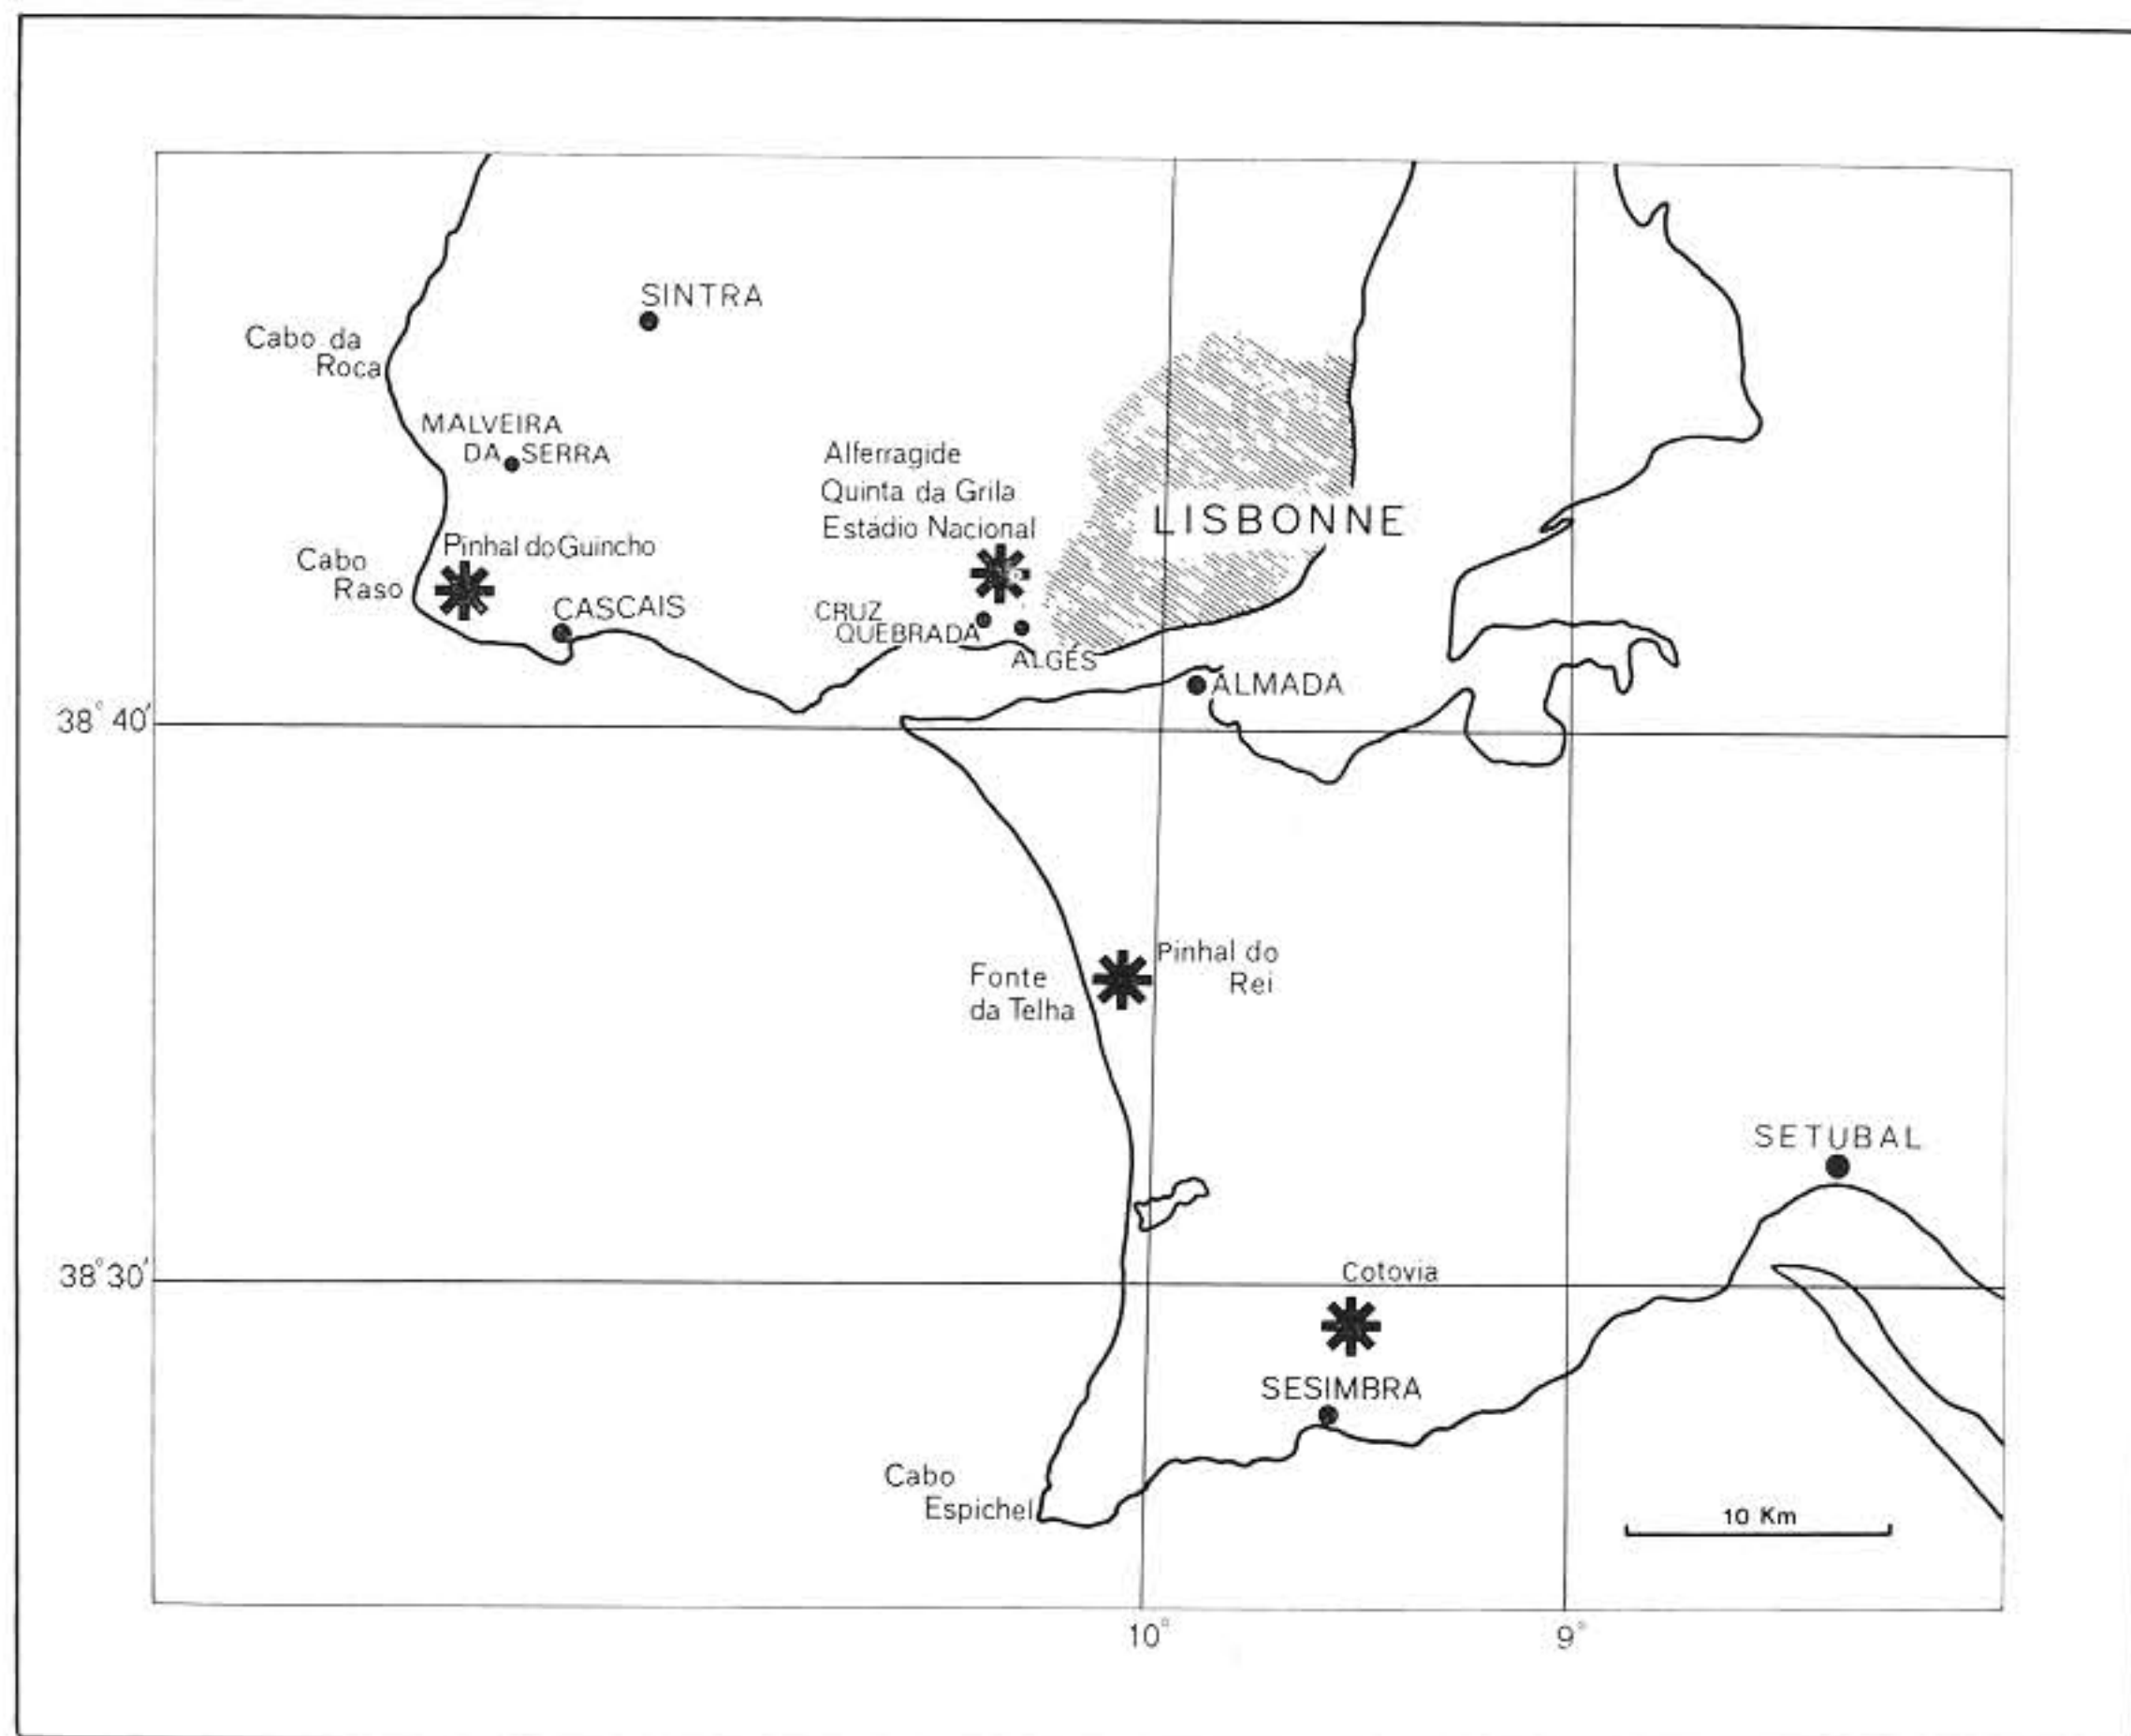 SINTRA
Cabo da
Roca
MALVEIRA
DA SERRA
Alferragide
Quinta da Grila
Estádio Nacional
LISBONNE
Pinhal do Guincho
Cabo
Raso
CASCAIS
CRUZ
QUEBRADA
ALGÉS
ALMADA
38° 40'
Pinhal do
Rei
Fonte
da Telha
SETUBAL
38° 30'
Cotovia
SESIMBRA
Cabo
Espichel
10 Km
10°
9°